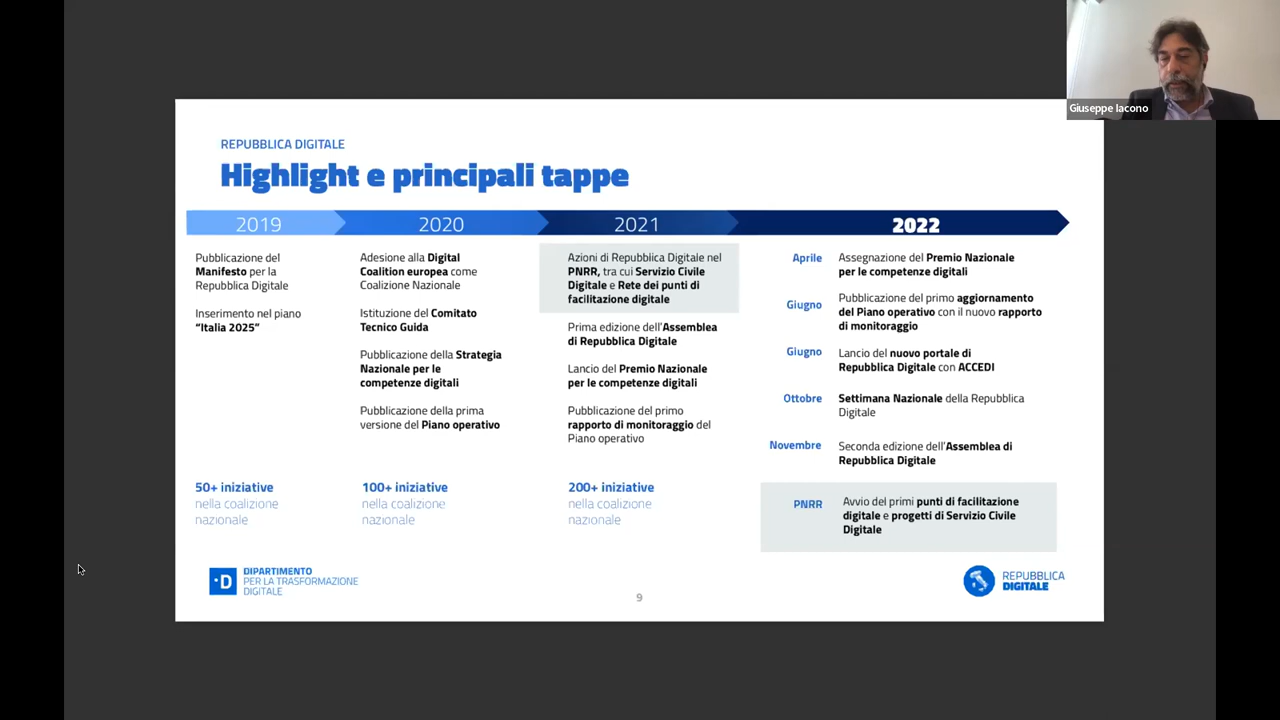 Giuseppe Iacono
REPUBBLICA DIGITALE
Highlight e principali tappe
2019
2020
2021
2022
Pubblicazione del
Manifesto per la
Repubblica Digitale
Inserimento nel piano
“Italia 2025”
50+ iniziative
nella coalizione
nazionale
Adesione alla Digital
Coalition europea come
Coalizione Nazionale
Istituzione del Comitato
Tecnico Guida
Pubblicazione della Strategia
Nazionale per le
competenze digitali
Pubblicazione della prima
versione del Piano operativo
100+ iniziative
nella coalizione
nazionale
Azioni di Repubblica Digitale nel
PNRR, tra cui Servizio Civile
Digitale e Rete dei punti di
facilitazione digitale
Prima edizione dell’Assemblea
di Repubblica Digitale
Lancio del Premio Nazionale
per le competenze digitali
Pubblicazione del primo
rapporto di monitoraggio del
Piano operativo
200+ iniziative
nella coalizione
nazionale
Aprile
Assegnazione del Premio Nazionale
per le competenze digitali
Giugno
Pubblicazione del primo aggiornamento
del Piano operativo con il nuovo rapporto
di monitoraggio
Giugno
Lancio del nuovo portale di
Repubblica Digitale con ACCEDI
Ottobre
Settimana Nazionale della Repubblica
Digitale
Novembre
Seconda edizione dell’Assemblea di
Repubblica Digitale
PNRR
Avvio del primi punti di facilitazione
digitale e progetti di Servizio Civile
Digitale
·D
DIPARTIMENTO
PER LA TRASFORMAZIONE
DIGITALE
9
REPUBBLICA
DIGITALE